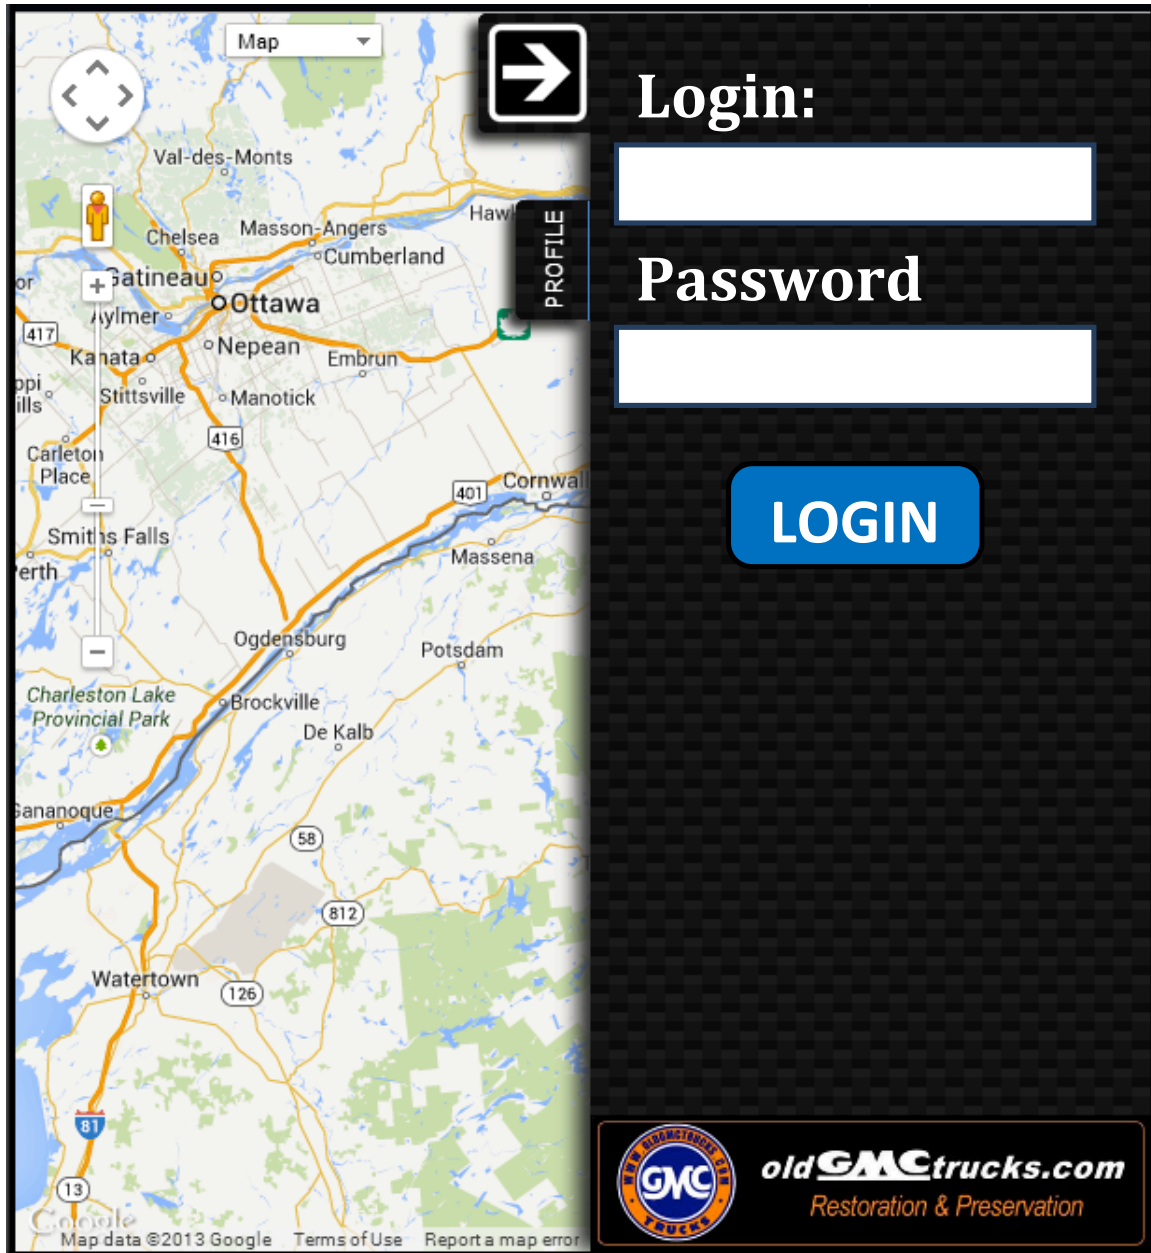 Map
Val-des-Monts
Masson-Angers
Chelsea
Cumberland
Gatineau
Ottawa
Aylmer
417
Nepean
Kanata
Embrun
Stittsville
Manotick
416
Carleton
Place
401
Cornwall
Smiths Falls
Massena
Ogdensburg
Potsdam
Charleston Lake
Provincial Park
Brockville
De Kalb
Gananoque
58
812
Watertown
126
81
13
Google
Map data ©2013 Google
Terms of Use
Report a map error
PROFILE
Login:
Password
LOGIN
WWW.OLDGMCTRUCKS.COM
GMC
TRUCKS
oldGMCtrucks.com
Restoration & Preservation